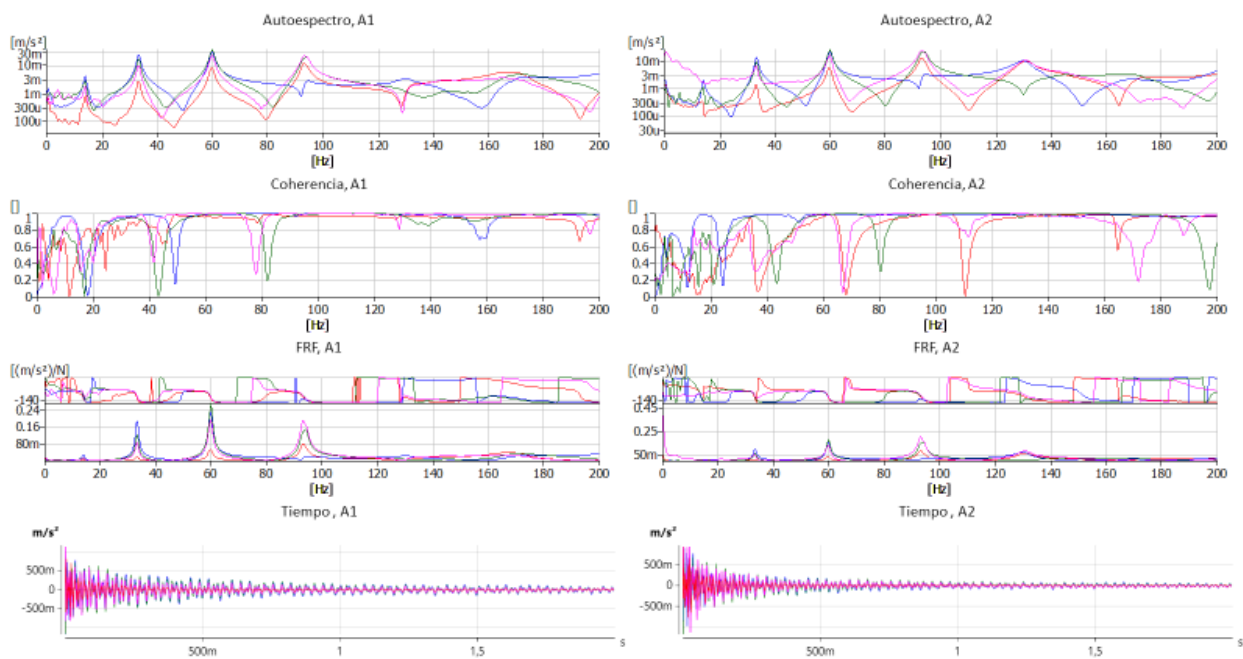 Autoespectro, A1
[m/s²]
30m
10m
3m
1m
300u
100u
0 20 40 60 80 100 120 140 160 180 200
[Hz]
Autoespectro, A2
[m/s²]
10m
3m
1m
300u
100u
30u
0 20 40 60 80 100 120 140 160 180 200
[Hz]
Coherencia, A1
[]
1
0.8
0.6
0.4
0.2
0
0 20 40 60 80 100 120 140 160 180 200
[Hz]
Coherencia, A2
[]
1
0.8
0.6
0.4
0.2
0
0 20 40 60 80 100 120 140 160 180 200
[Hz]
FRF, A1
[(m/s²)/N]
-140
0.24
0.16
80m
0 20 40 60 80 100 120 140 160 180 200
[Hz]
FRF, A2
[(m/s²)/N]
-140
0.45
0.25
50m
0 20 40 60 80 100 120 140 160 180 200
[Hz]
Tiempo , A1
m/s²
500m
0
-500m
500m 1 1,5 s
Tiempo , A2
m/s²
500m
0
-500m
500m 1 1,5 s